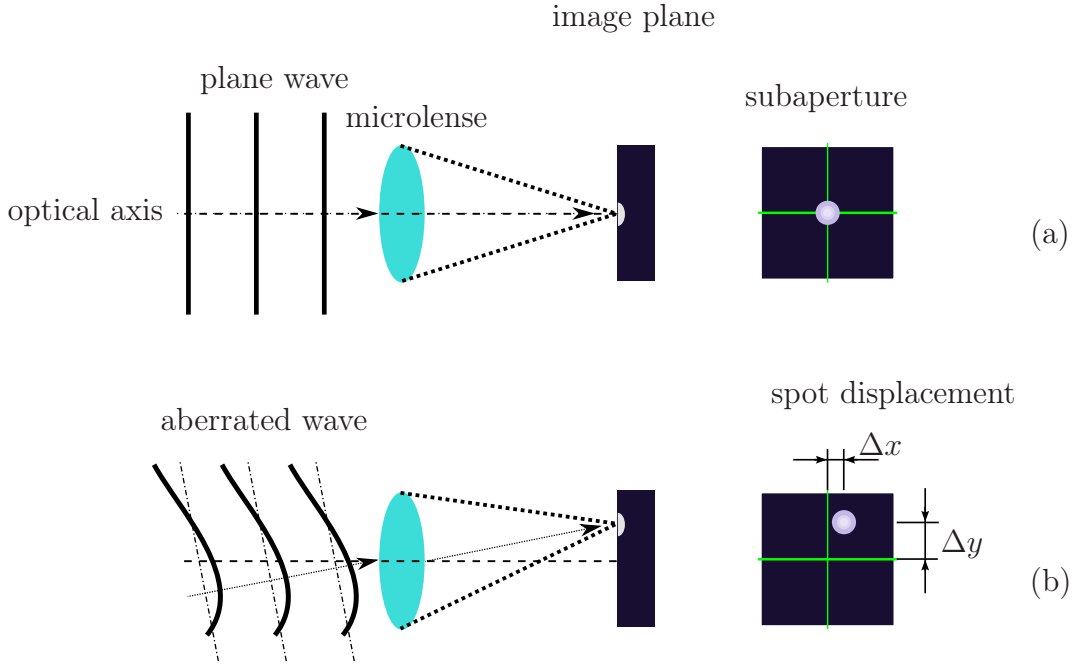 image plane
plane wave
subaperture
microlense
optical axis
(a)
spot displacement
aberrated wave
Δx
Δy
(b)